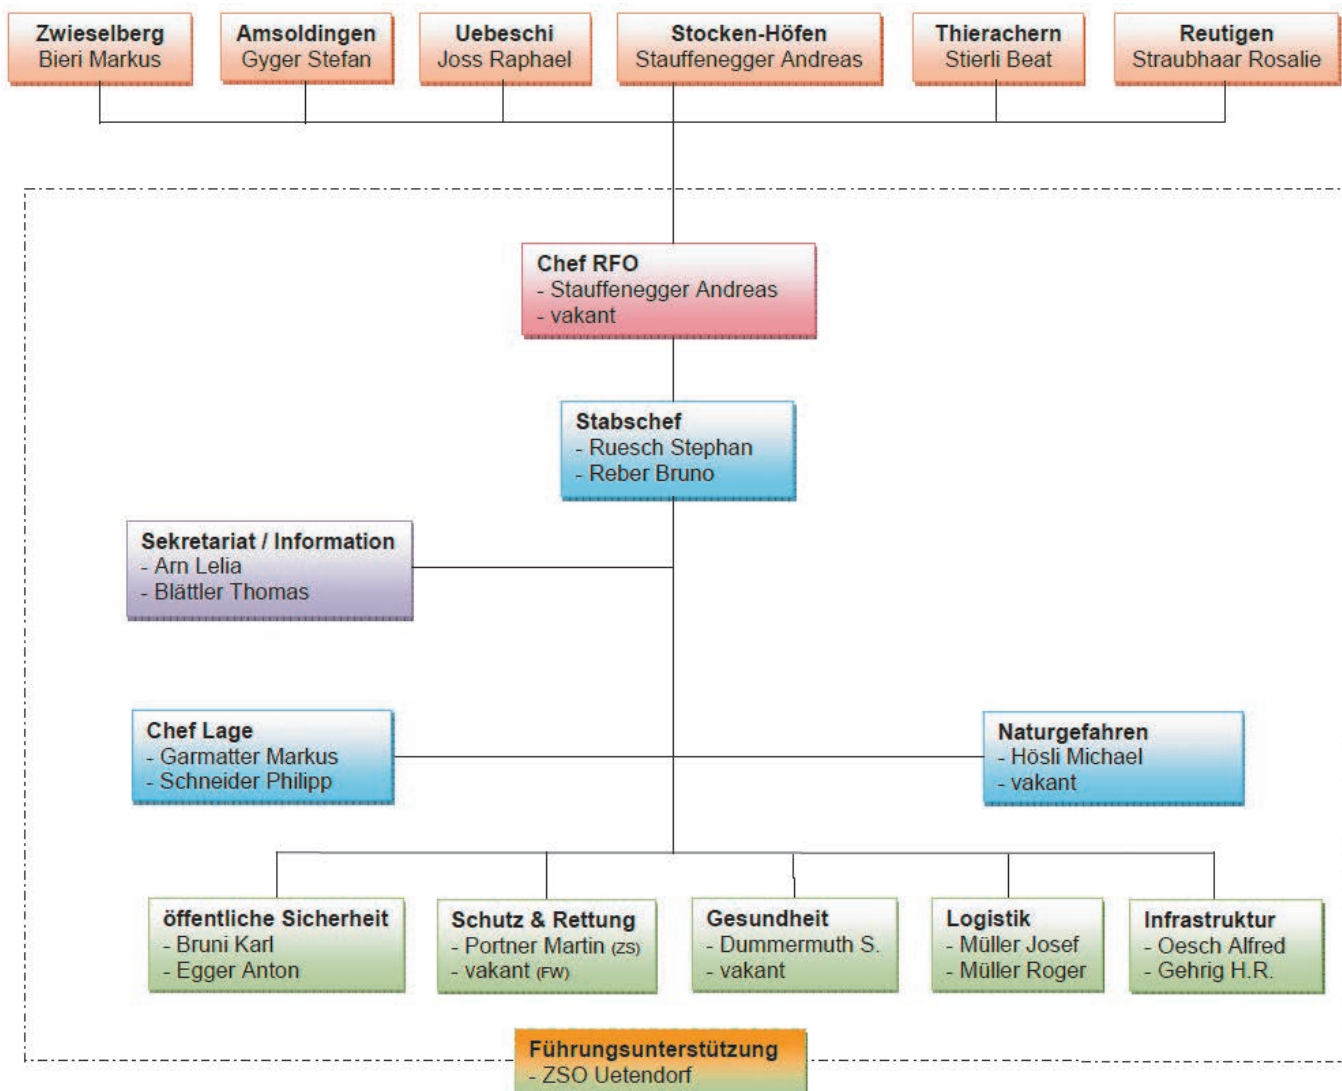 Zwieselberg
Bieri Markus
Amsoldingen
Gyger Stefan
Uebeschi
Joss Raphael
Stocken-Höfen
Stauffenegger Andreas
Thierachern
Stierli Beat
Reutigen
Straubhaar Rosalie
Chef RFO
- Stauffenegger Andreas
- vakant
Stabschef
- Ruesch Stephan
- Reber Bruno
Sekretariat / Information
- Arn Lelia
- Blättler Thomas
Chef Lage
- Garmatter Markus
- Schneider Philipp
Naturgefahren
- Hösli Michael
- vakant
öffentliche Sicherheit
- Bruni Karl
- Egger Anton
Schutz & Rettung
- Portner Martin (ZS)
- vakant (FW)
Gesundheit
- Dummermuth S.
- vakant
Logistik
- Müller Josef
- Müller Roger
Infrastruktur
- Oesch Alfred
- Gehrig H.R.
Führungsunterstützung
- ZSO Uetendorf